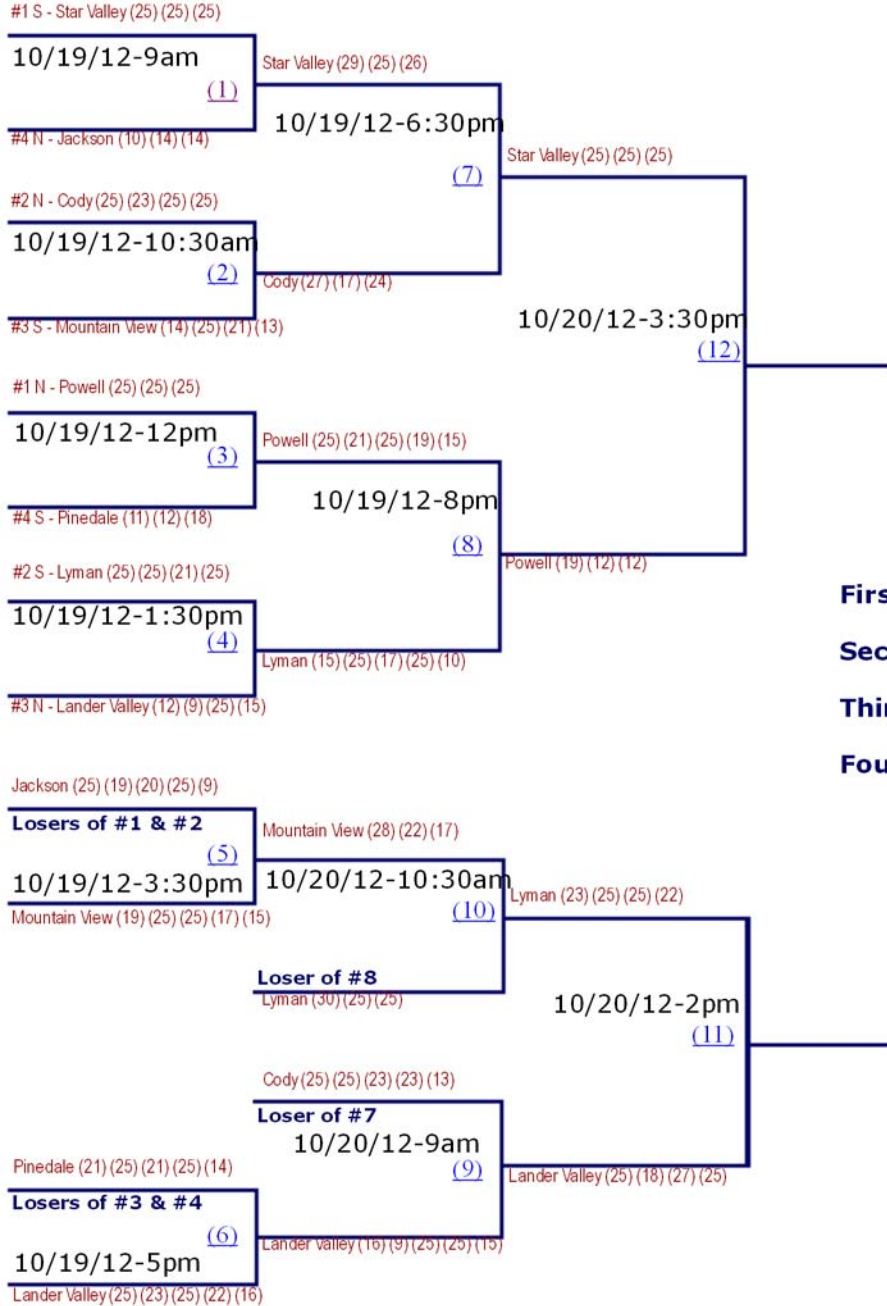 #1 S - Star Valley (25) (25) (25)
10/19/12-9am
(1)
#4 N - Jackson (10) (14) (14)
Star Valley (29) (25) (26)
10/19/12-6:30pm
(7)
#2 N - Cody (25) (23) (25) (25)
10/19/12-10:30am
(2)
#3 S - Mountain View (14) (25) (21) (13)
Cody (27) (17) (24)
Star Valley (25) (25) (25)
10/20/12-3:30pm
(12)
#1 N - Powell (25) (25) (25)
10/19/12-12pm
(3)
#4 S - Pinedale (11) (12) (18)
Powell (25) (21) (25) (19) (15)
10/19/12-8pm
(8)
Powell (19) (12) (12)
#2 S - Lyman (25) (25) (21) (25)
10/19/12-1:30pm
(4)
#3 N - Lander Valley (12) (9) (25) (15)
Lyman (15) (25) (17) (25) (10)
Firs
Sec
Thir
Fou
Jackson (25) (19) (20) (25) (9)
Losers of #1 & #2
(5)
10/19/12-3:30pm
Mountain View (19) (25) (25) (17) (15)
Mountain View (28) (22) (17)
10/20/12-10:30am
(10)
Loser of #8
Lyman (30) (25) (25)
Lyman (23) (25) (25) (22)
10/20/12-2pm
(11)
Cody (25) (25) (23) (23) (13)
Loser of #7
10/20/12-9am
(9)
Lander Valley (25) (18) (27) (25)
Pinedale (21) (25) (21) (25) (14)
Losers of #3 & #4
(6)
10/19/12-5pm
Lander Valley (25) (23) (25) (22) (16)
Lander Valley (16) (9) (25) (25) (15)